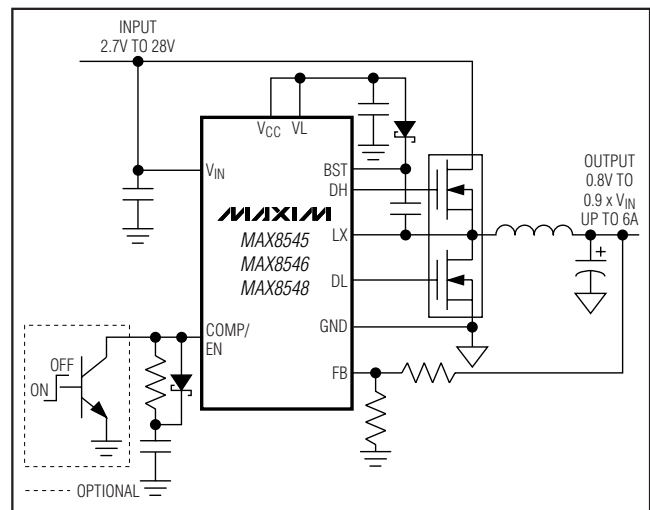 INPUT
2.7V TO 28V
VCC VL
VIN
BST
DH
OUTPUT
0.8V TO
0.9 x VIN
UP TO 6A
MAXIM
LX
MAX8545
MAX8546
MAX8548
DL
COMP/
EN
GND
OFF
ON
FB
OPTIONAL